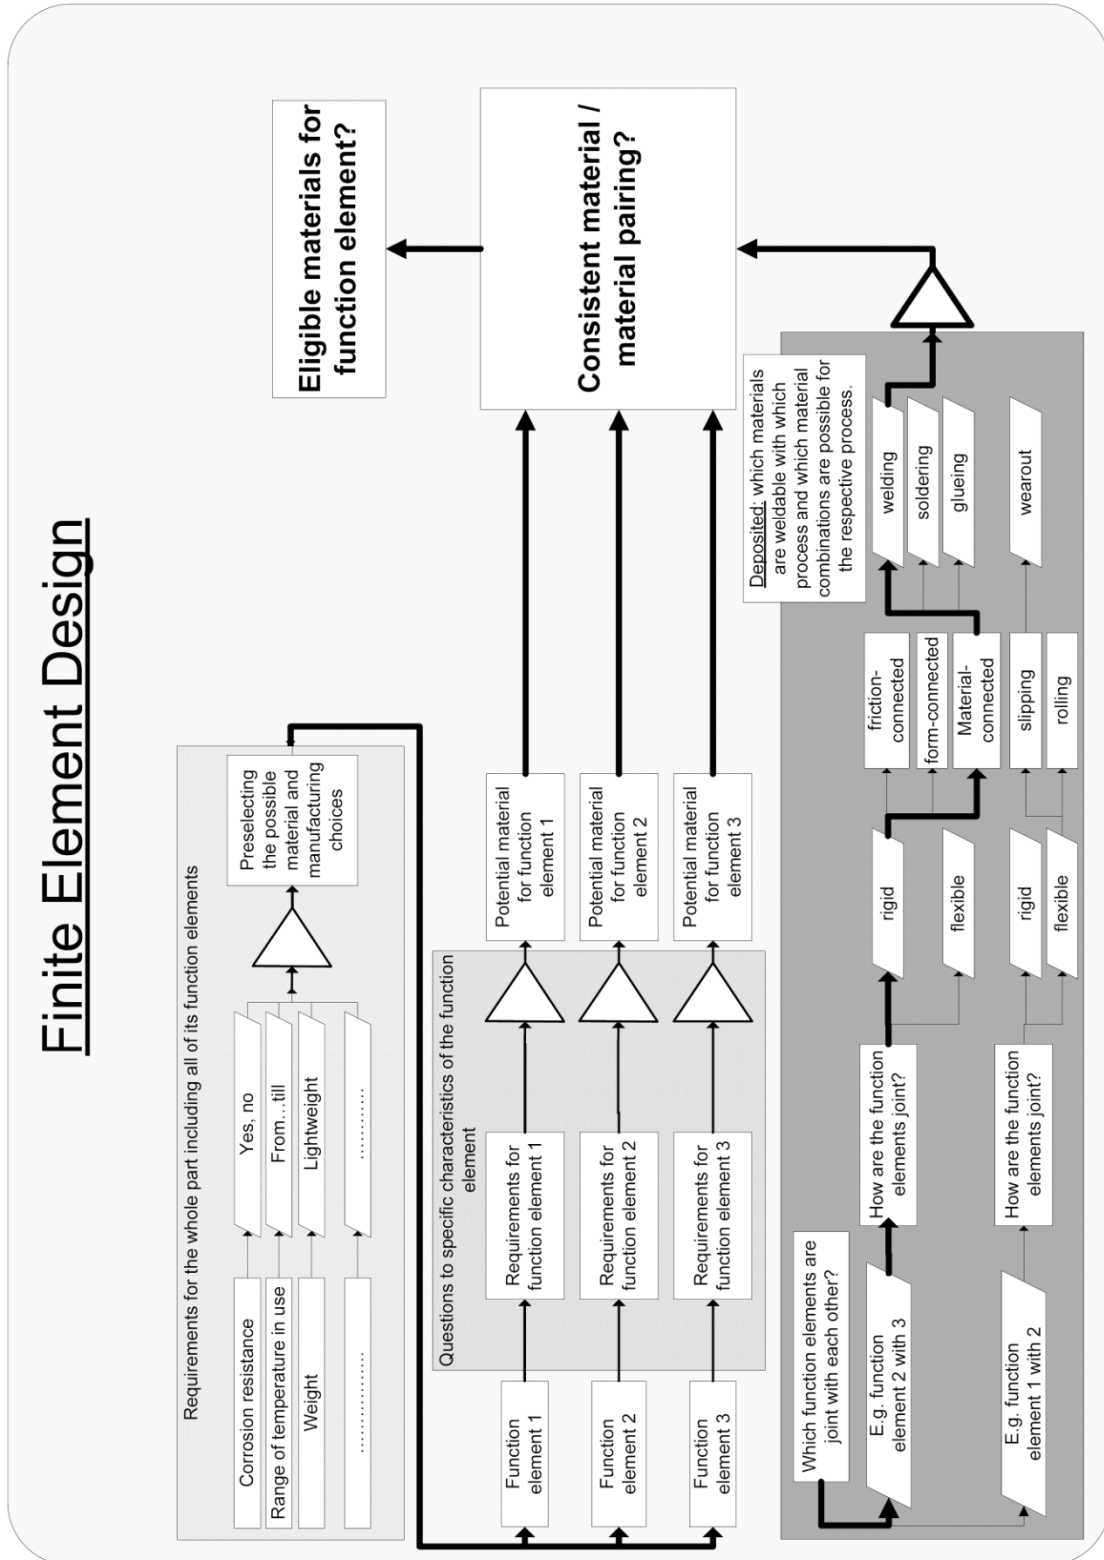 Finite Element Design
Requirements for the whole part including all of its function elements
Corrosion resistance
Yes, no
Range of temperature in use
From...till
Weight
Lightweight
....................
............
Preselecting
the possible
material and
manufacturing
choices
Eligible materials for
function element?
Questions to specific characteristics of the function
element
Function
element 1
Requirements for
function element 1
Potential material
for function
element 1
Function
element 2
Requirements for
function element 2
Potential material
for function
element 2
Function
element 3
Requirements for
function element 3
Potential material
for function
element 3
Consistent material /
material pairing?
Deposited: which materials
are weldable with which
process and which material
combinations are possible for
the respective process.
Which function elements are
joint with each other?
E.g. function
element 2 with 3
How are the function
elements joint?
rigid
flexible
friction-
connected
form-connected
Material-
connected
welding
soldering
glueing
E.g. function
element 1 with 2
How are the function
elements joint?
rigid
flexible
slipping
rolling
wearout